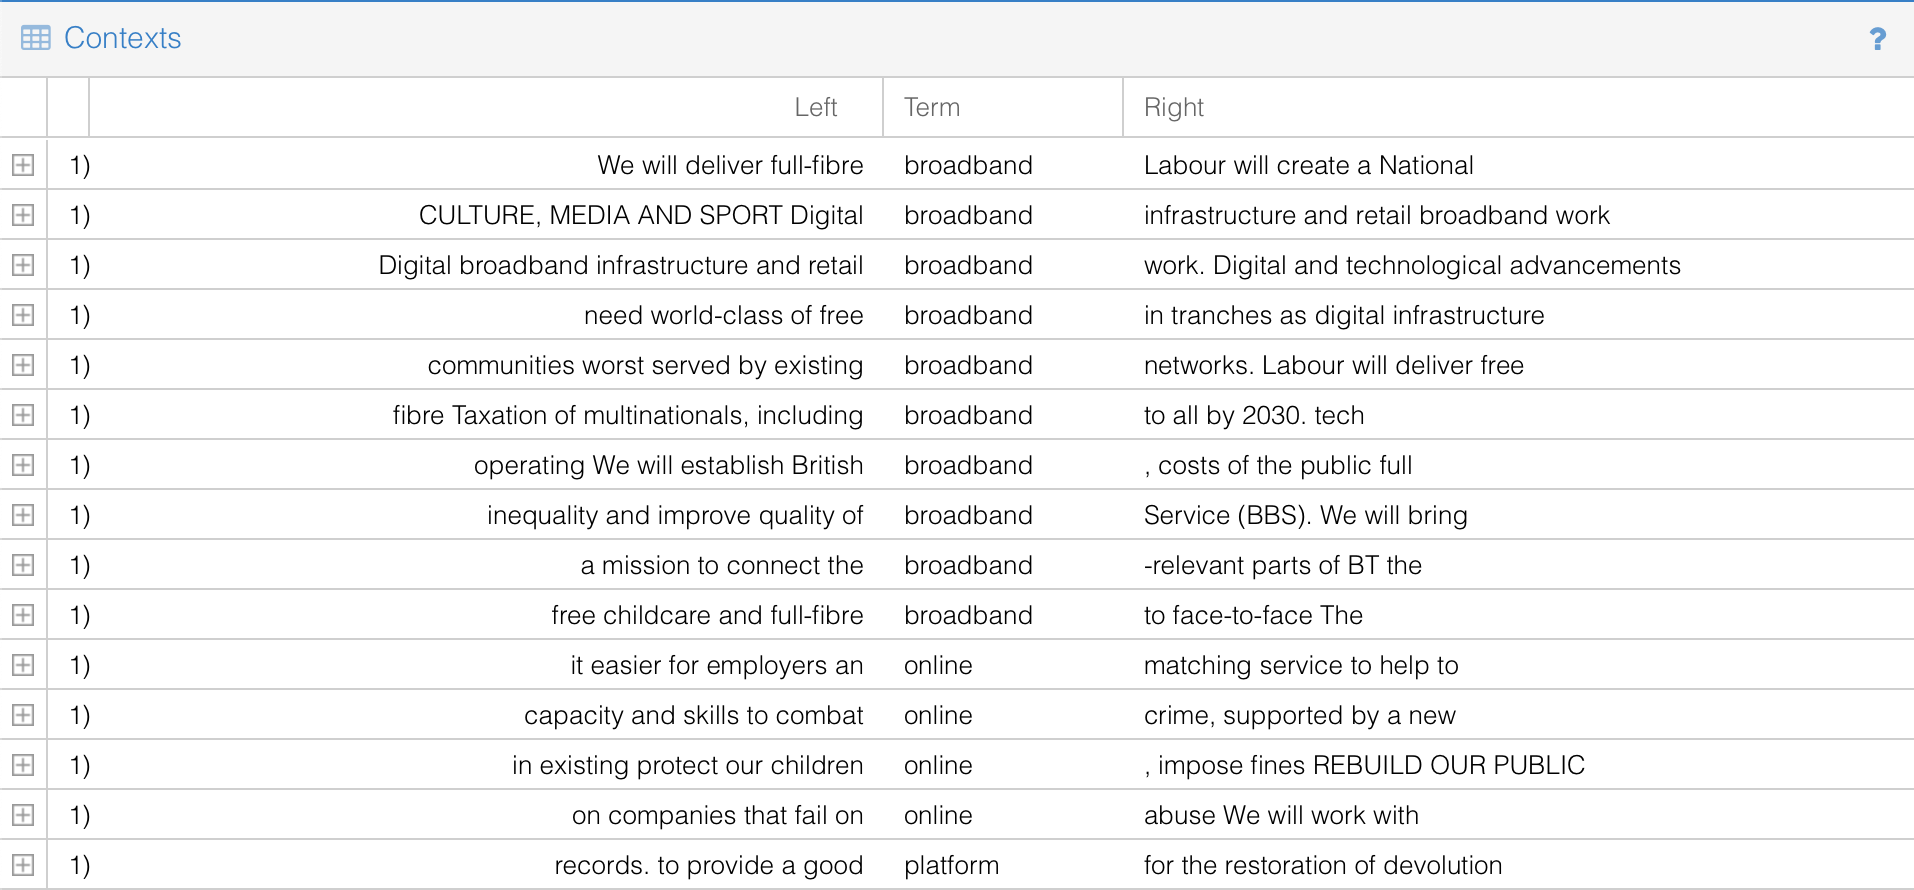 Contexts ?
Left Term Right
1) We will deliver full-fibre broadband Labour will create a National
1) CULTURE, MEDIA AND SPORT Digital broadband infrastructure and retail broadband work
1) Digital broadband infrastructure and retail broadband work. Digital and technological advancements
1) need world-class of free broadband in tranches as digital infrastructure
1) communities worst served by existing broadband networks. Labour will deliver free
1) fibre Taxation of multinationals, including broadband to all by 2030. tech
1) operating We will establish British broadband , costs of the public full
1) inequality and improve quality of broadband Service (BBS). We will bring
1) a mission to connect the broadband -relevant parts of BT the
1) free childcare and full-fibre broadband to face-to-face The
1) it easier for employers an online matching service to help to
1) capacity and skills to combat online crime, supported by a new
1) in existing protect our children online , impose fines REBUILD OUR PUBLIC
1) on companies that fail on online abuse We will work with
1) records. to provide a good platform for the restoration of devolution